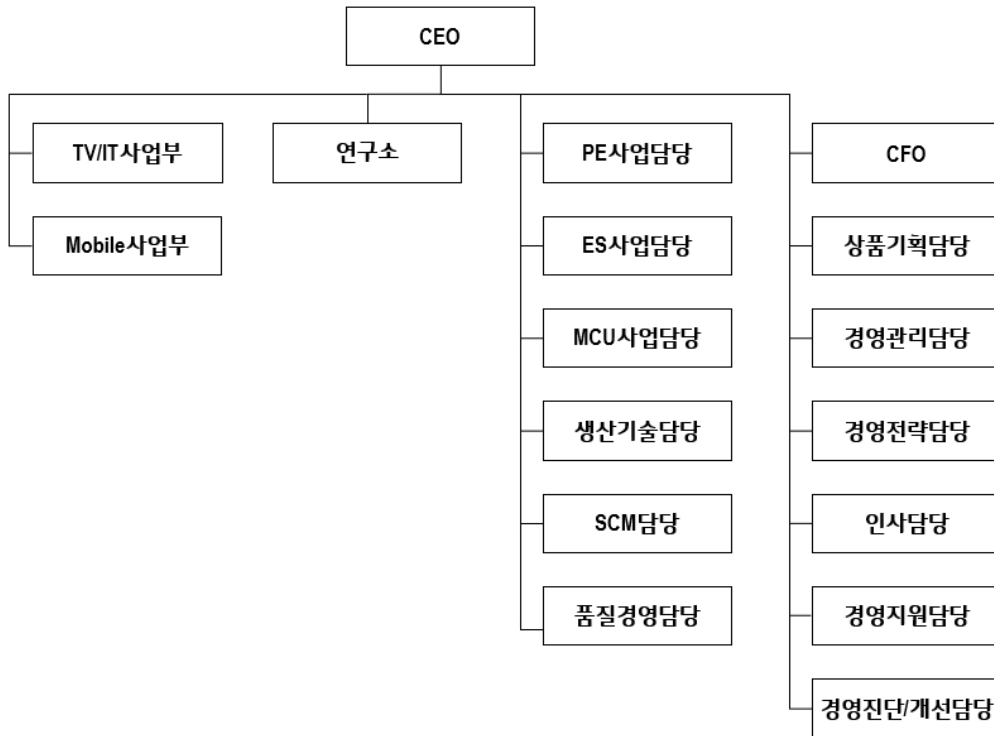 CEO
TV/IT사업부
연구소
PE사업담당
CFO
Mobile사업부
ES사업담당
상품기획담당
MCU사업담당
경영관리담당
생산기술담당
경영전략담당
SCM담당
인사담당
품질경영담당
경영지원담당
경영진단/개선담당